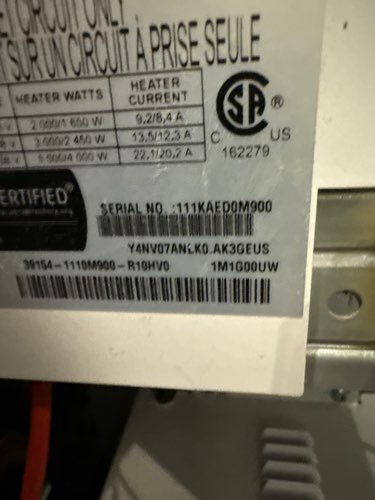 CIRCUIT ONLY
SUR UN CIRCUIT À PRISE SEULE
HEATER WATTS HEATER CURRENT
2 000/1 650 W 9,2/8,4 A
3 000/2 450 W 13,5/12,3 A
5 000/4 000 W 22,1/20,2 A
SA ®
C US
162279
CERTIFIED®
SERIAL NO. :111KAED0M900
Y4NV07ANLK0.AK3GEUS
39154-1110M900-R10HV0 1M1G00UW